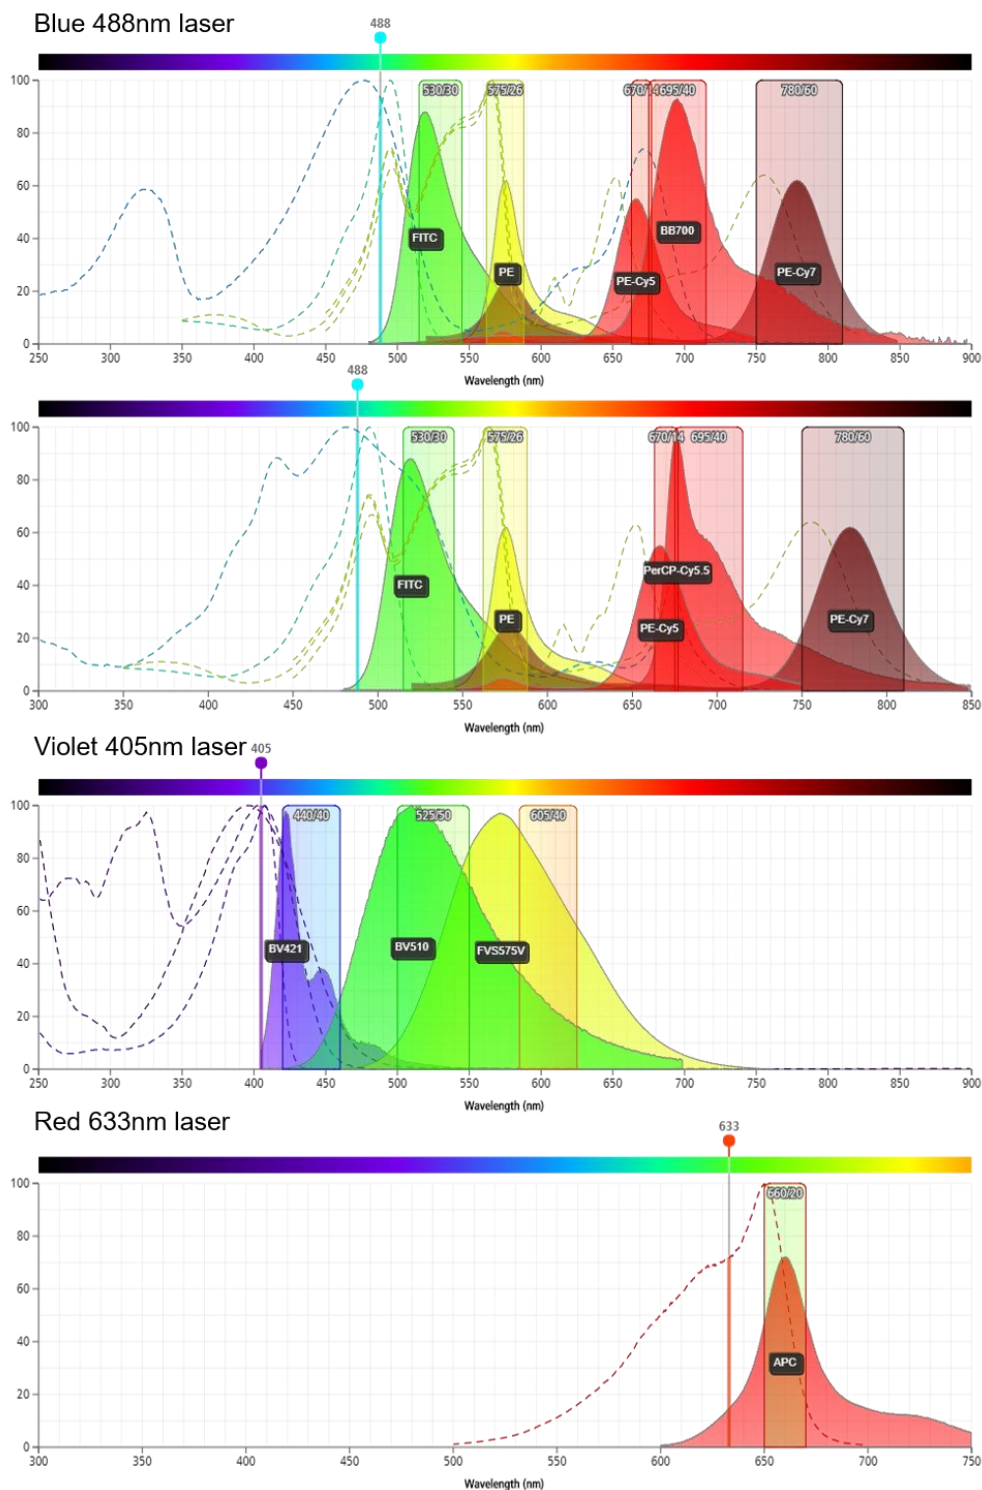 Blue 488nm laser
488
530/30 575/26 670/14 695/40 780/60
100
80
60
40
20
0
FITC
PE
PE-Cy5
BB700
PE-Cy7
250 300 350 400 450 500 550 600 650 700 750 800 850 900
Wavelength (nm)
488
530/30 575/26 670/14 695/40 780/60
100
80
60
40
20
0
FITC
PE
PE-Cy5
PerCP-Cy5.5
PE-Cy7
300 350 400 450 500 550 600 650 700 750 800 850
Wavelength (nm)
Violet 405nm laser
405
440/40 525/50 605/40
100
80
60
40
20
0
BV421
BV510
FVS575V
250 300 350 400 450 500 550 600 650 700 750 800 850 900
Wavelength (nm)
Red 633nm laser
633
660/20
100
80
60
40
20
0
APC
300 350 400 450 500 550 600 650 700 750
Wavelength (nm)